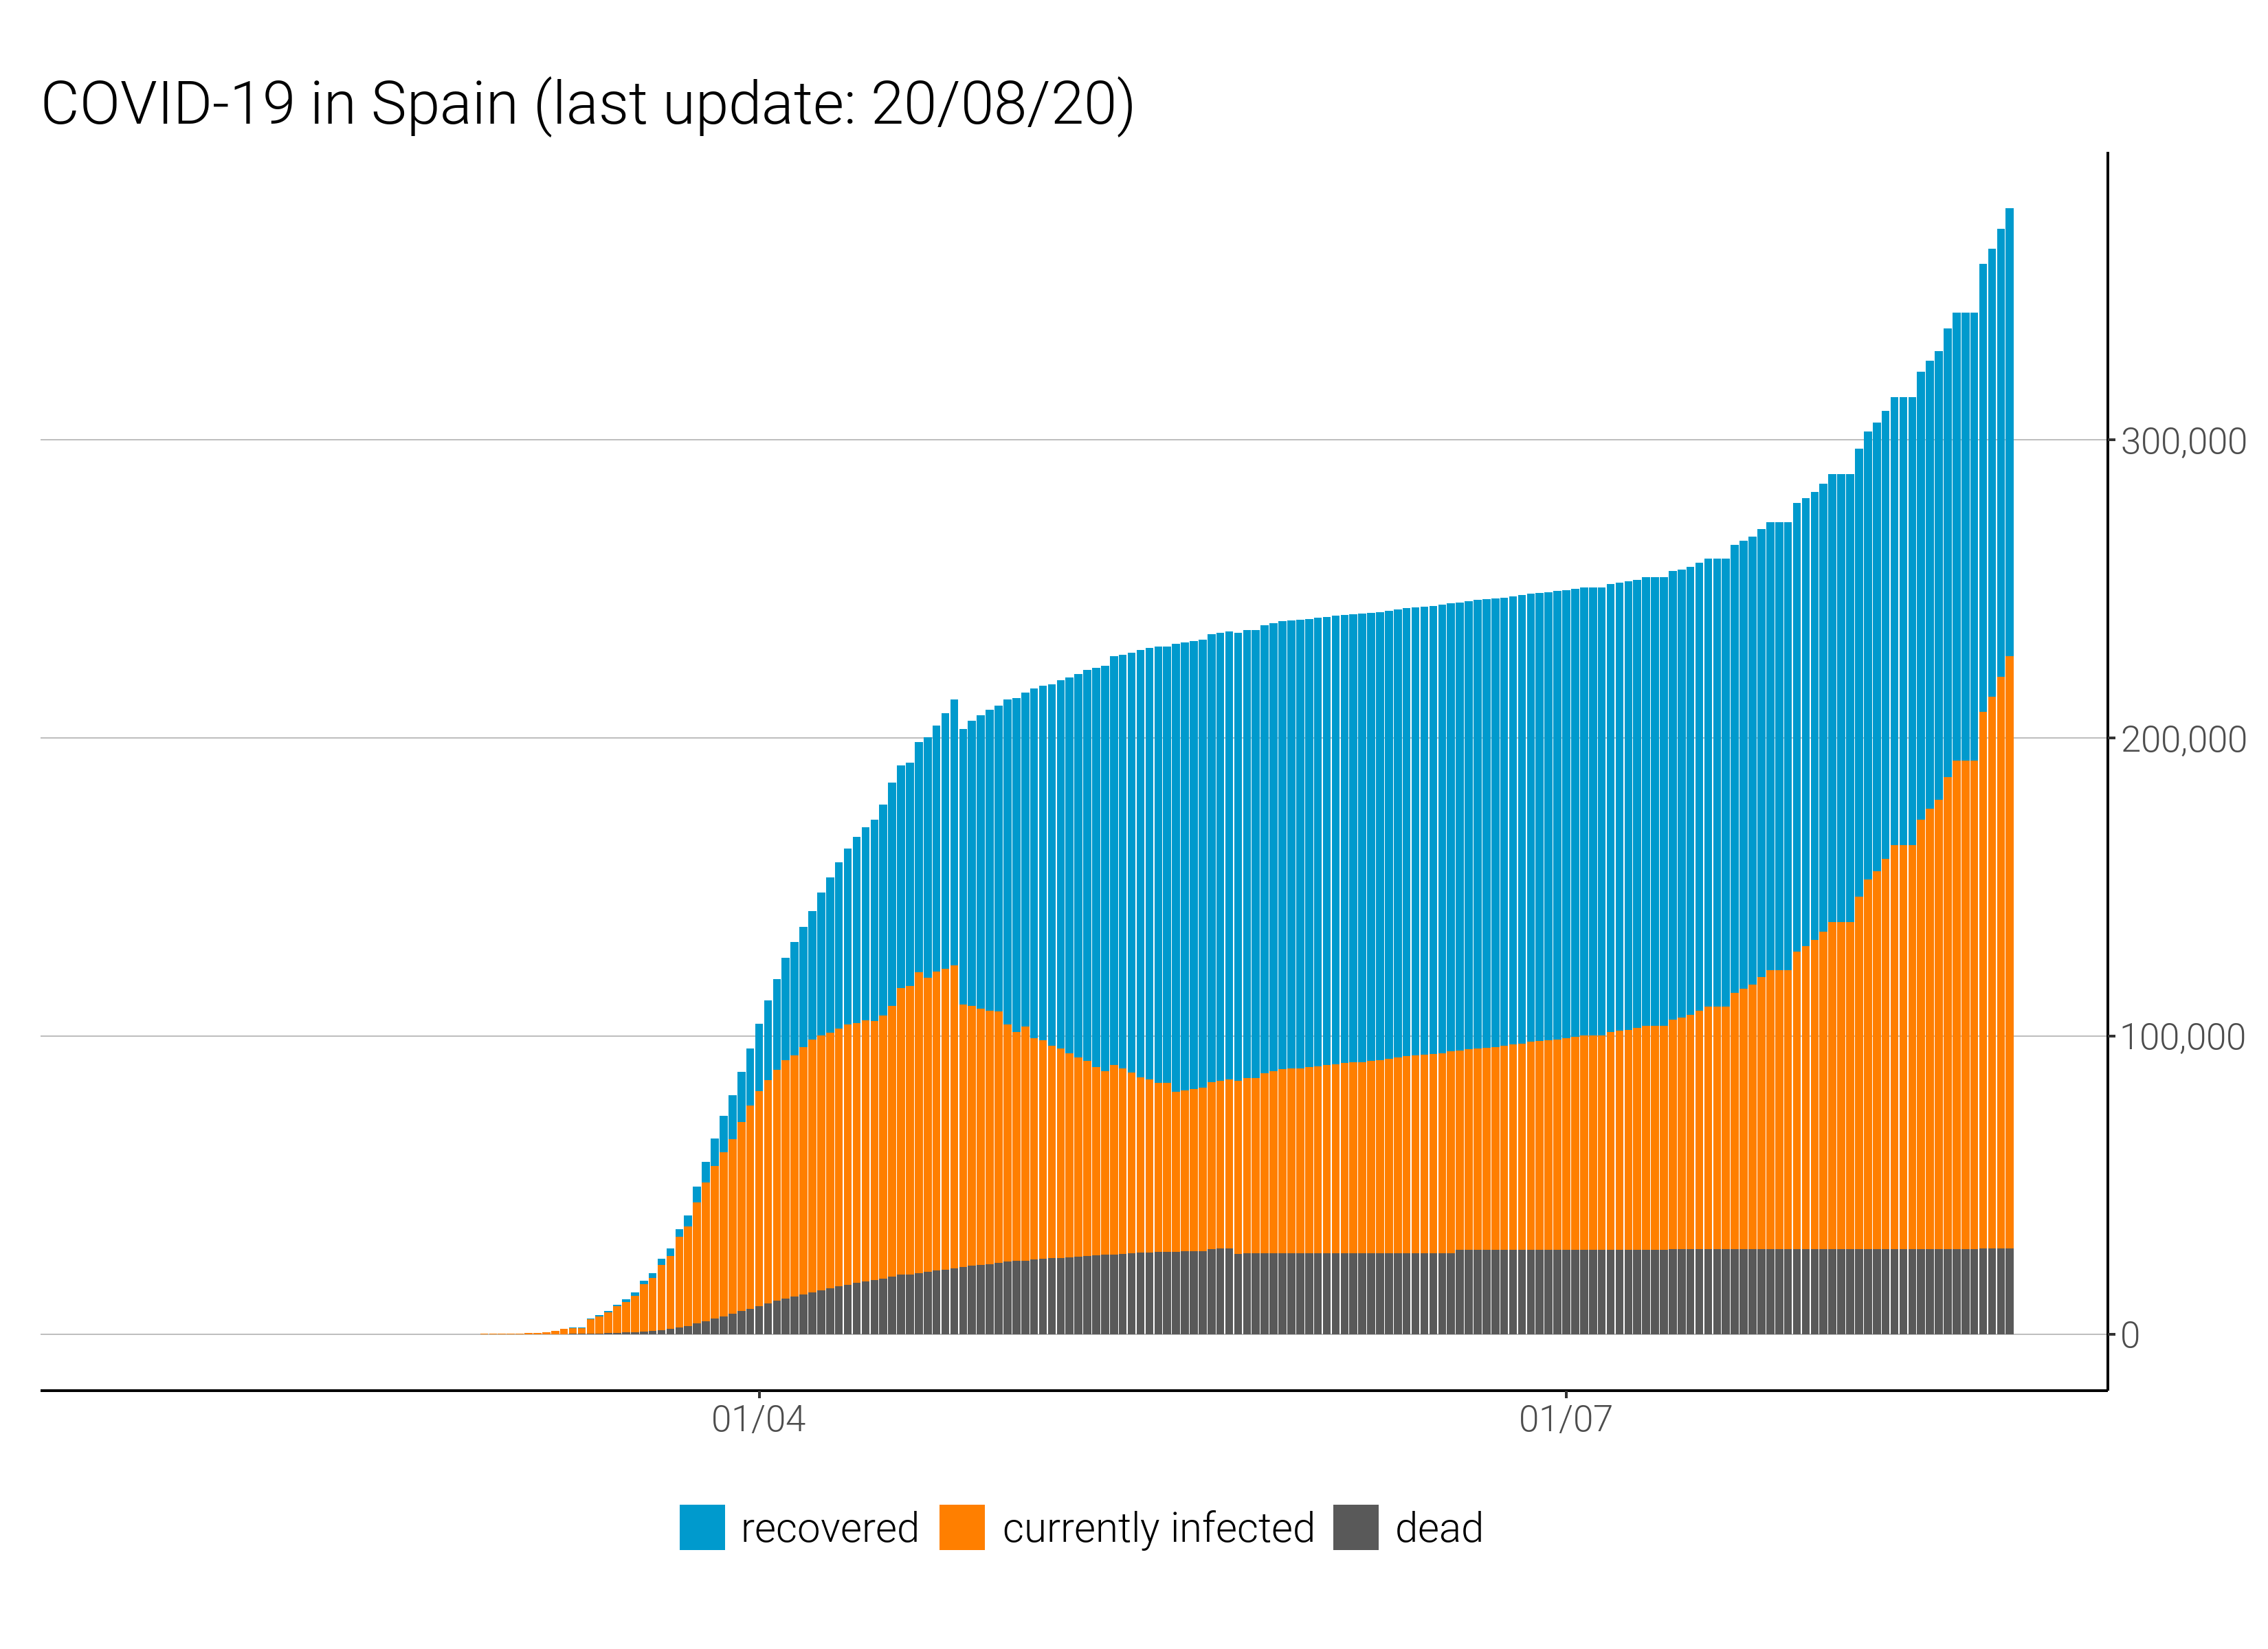 COVID-19 in Spain (last update: 20/08/20)
300,000
200,000
100,000
0
01/04 01/07
recovered currently infected dead